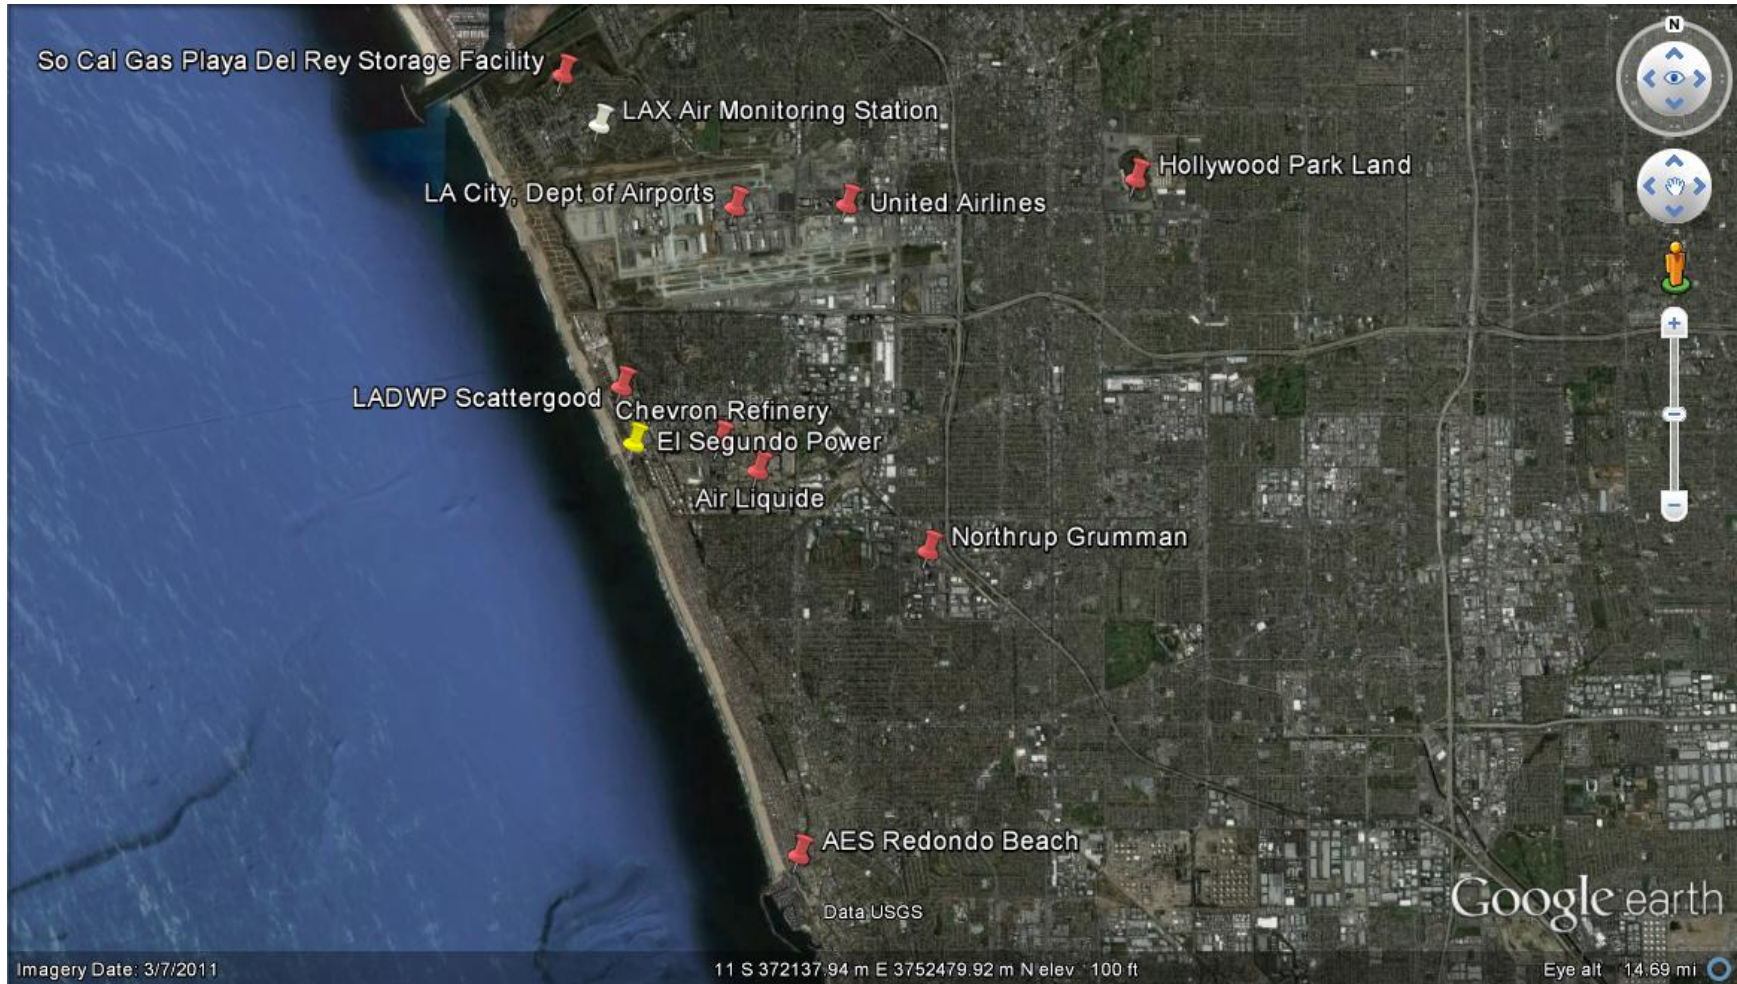 N
So Cal Gas Playa Del Rey Storage Facility
LAX Air Monitoring Station
Hollywood Park Land
LA City, Dept of Airports
United Airlines
LADWP Scattergood
Chevron Refinery
El Segundo Power
Air Liquide
Northrup Grumman
AES Redondo Beach
Data USGS
Google earth
Imagery Date: 3/7/2011
11 S 372137.94 m E 3752479.92 m N elev 100 ft
Eye alt 14.69 mi